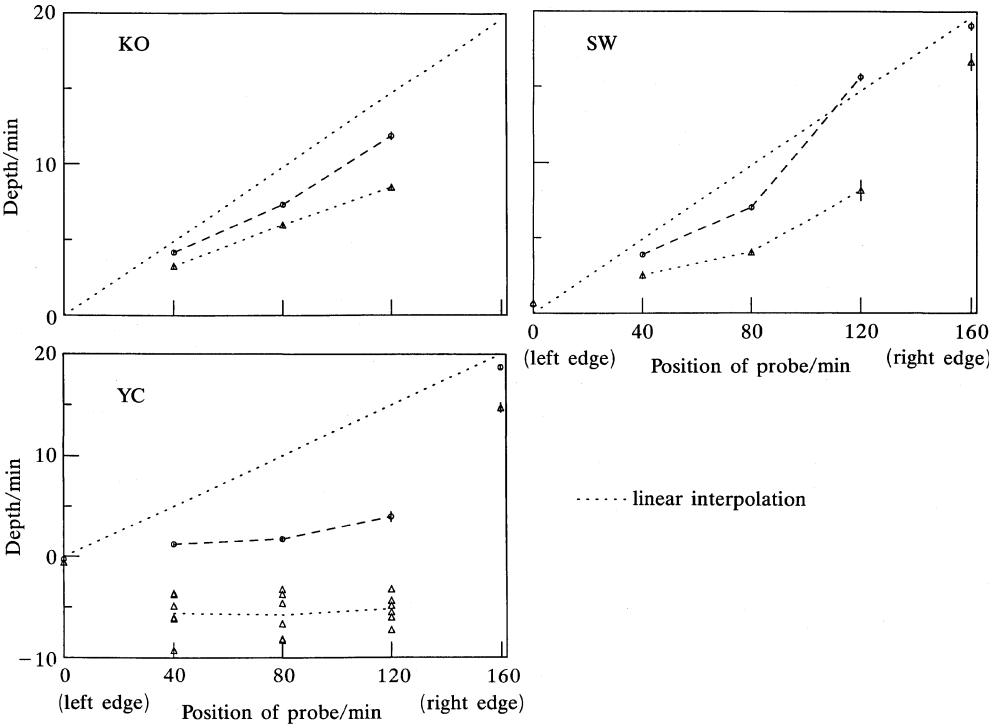 20
KO
10
0
Depth/min
SW
0 40 80 120 160
(left edge) Position of probe/min (right edge)
20
YC
10
0
−10
Depth/min
0 40 80 120 160
(left edge) Position of probe/min (right edge)
linear interpolation